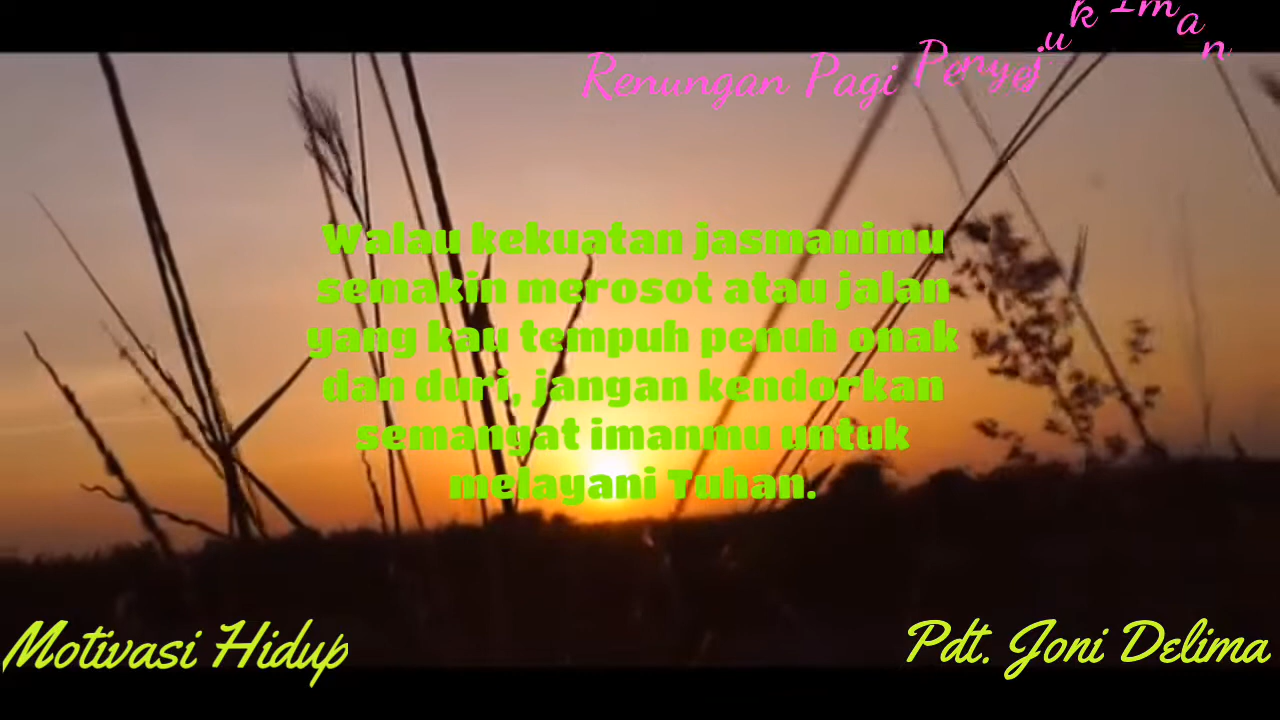 Renungan Pagi Penyejuk Iman
Walau kekuatan jasmanimu
semakin merosot atau jalan
yang kau tempuh penuh onak
dan duri, jangan kendorkan
semangat imanmu untuk
melayani Tuhan.
Motivasi Hidup
Pdt. Joni Delima